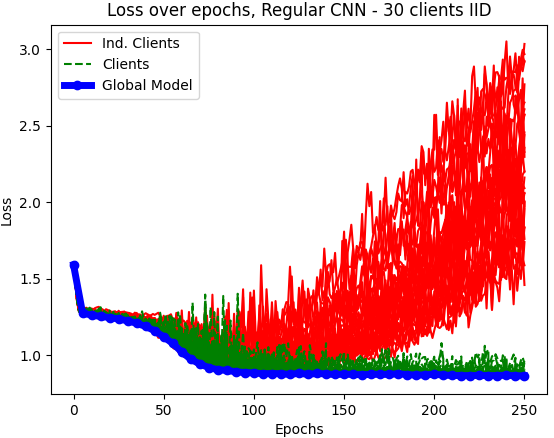 Loss over epochs, Regular CNN - 30 clients IID
Ind. Clients
Clients
Global Model
3.0
2.5
2.0
1.5
1.0
Loss
0
50
100
150
200
250
Epochs